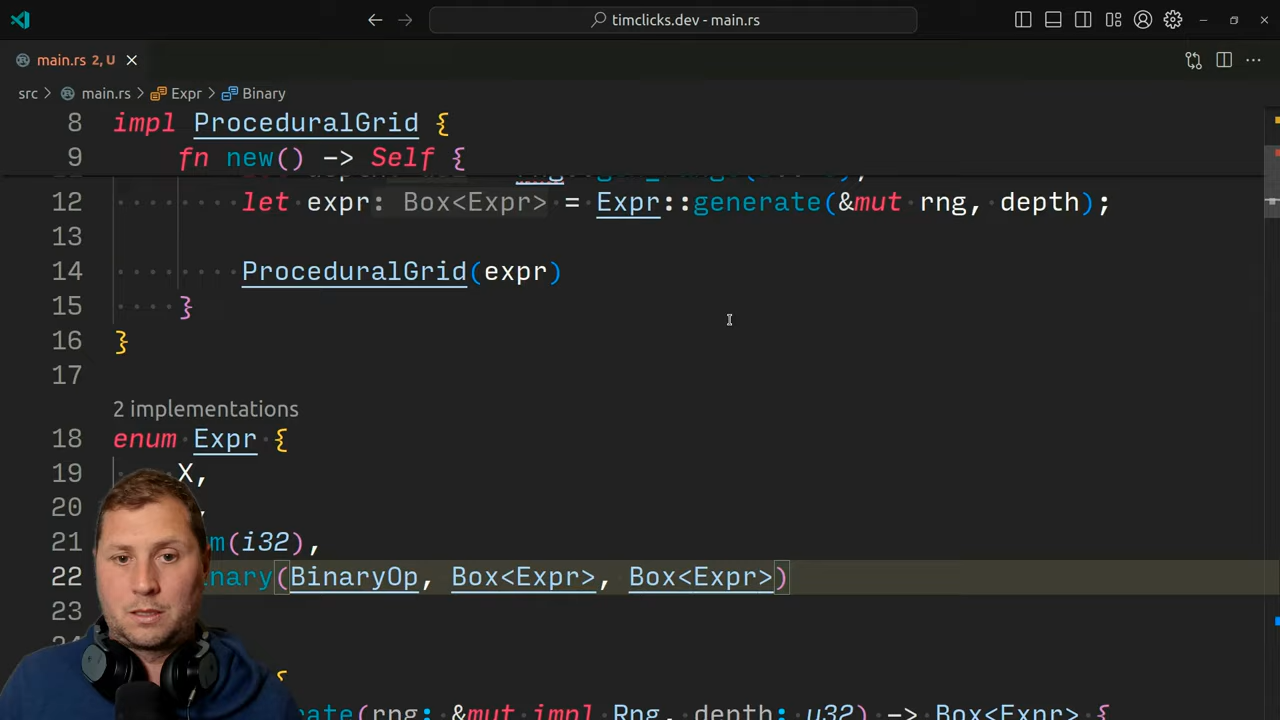 timclicks.dev - main.rs
main.rs 2, U
src > main.rs > Expr > Binary
8 impl ProceduralGrid {
9 fn new() -> Self {
12 let expr: Box<Expr> = Expr::generate(&mut rng, depth);
13
14 ProceduralGrid(expr)
15 }
16 }
17
2 implementations
18 enum Expr {
19 X,
20 ,
21 m(i32),
22 nary(BinaryOp, Box<Expr>, Box<Expr>)
23
{
rate(rng: &mut impl Rng, depth: u32) -> Box<Expr> {